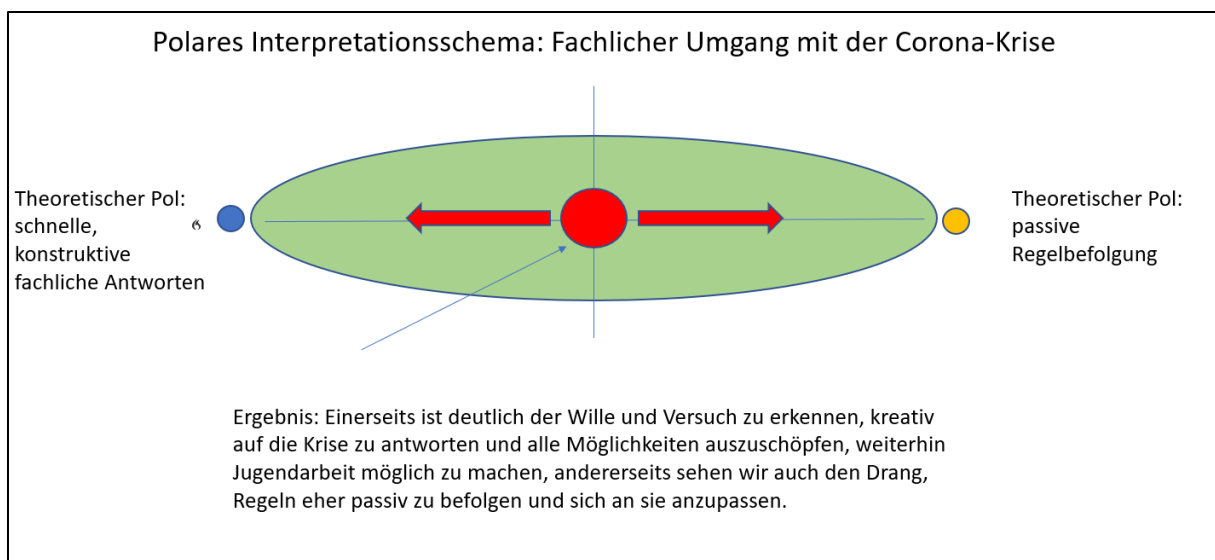 Polares Interpretationsschema: Fachlicher Umgang mit der Corona-Krise
Theoretischer Pol:
schnelle,
konstruktive
fachliche Antworten
Theoretischer Pol:
passive
Regelbefolgung
Ergebnis: Einerseits ist deutlich der Wille und Versuch zu erkennen, kreativ
auf die Krise zu antworten und alle Möglichkeiten auszuschöpfen, weiterhin
Jugendarbeit möglich zu machen, andererseits sehen wir auch den Drang,
Regeln eher passiv zu befolgen und sich an sie anzupassen.